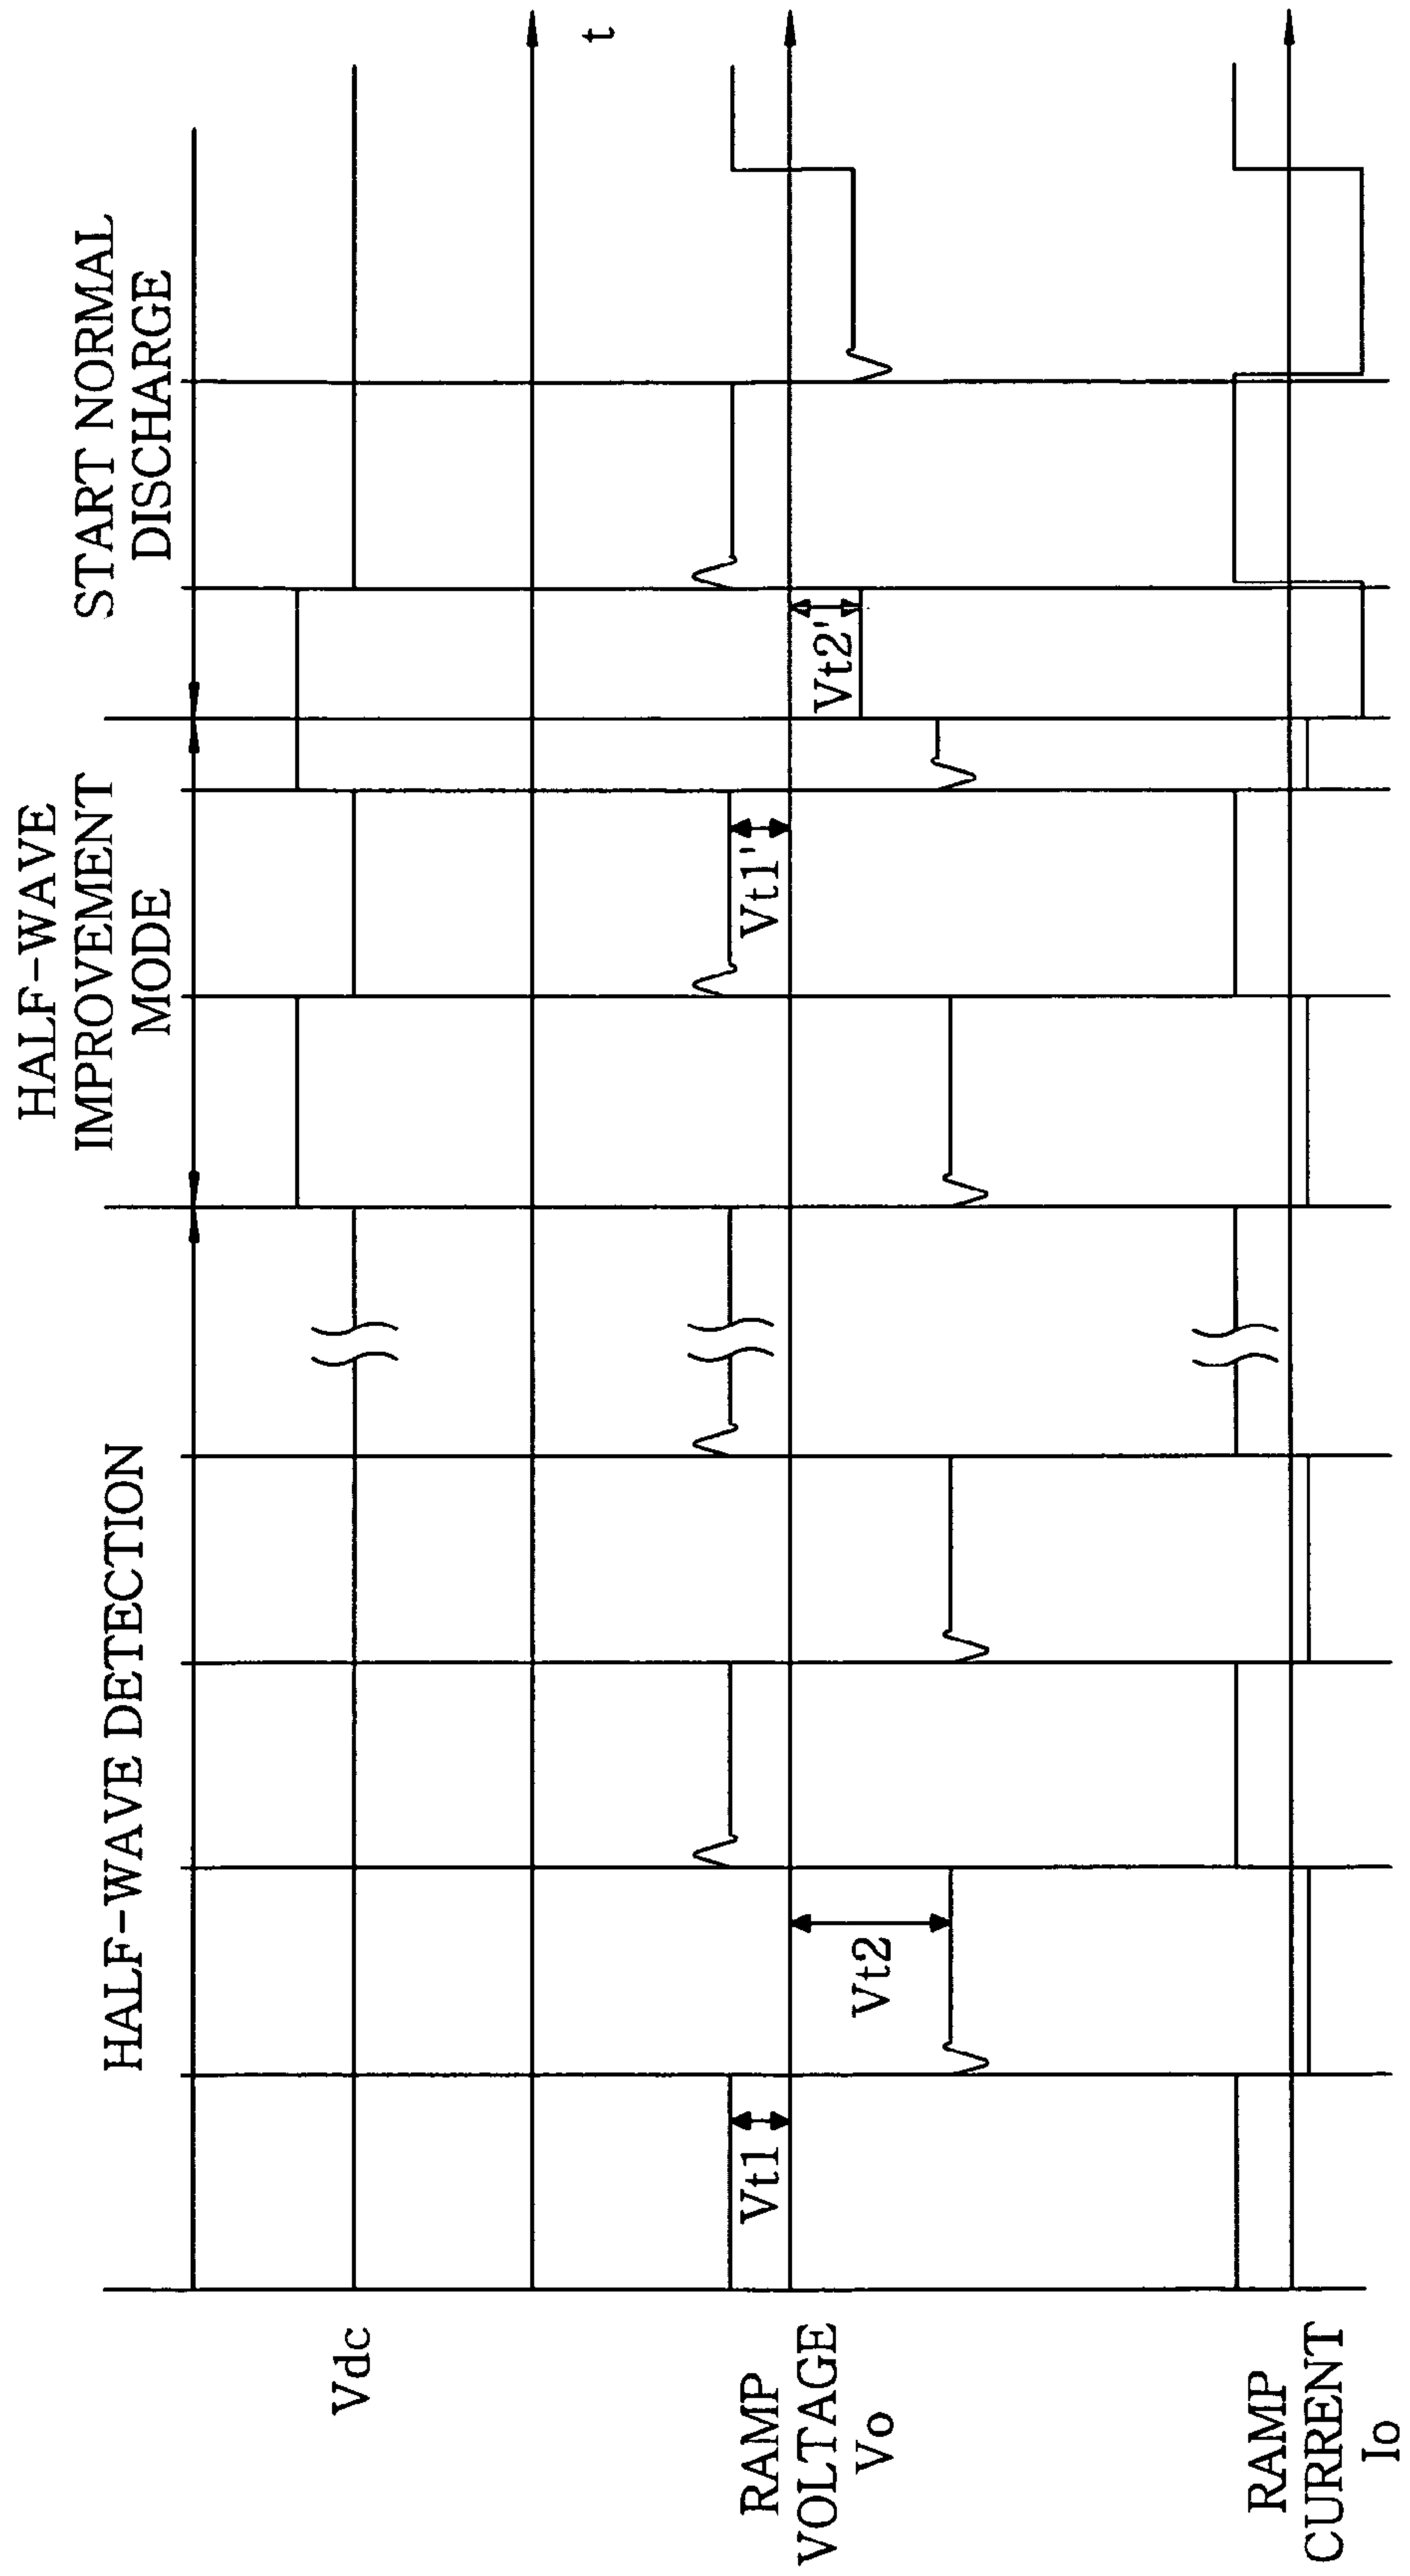 HALF-WAVE DETECTION
HALF-WAVE
IMPROVEMENT
MODE
START NORMAL
DISCHARGE
Vdc
t
RAMP
VOLTAGE
Vo
Vt1
Vt2
Vt1'
Vt2'
RAMP
CURRENT
Io